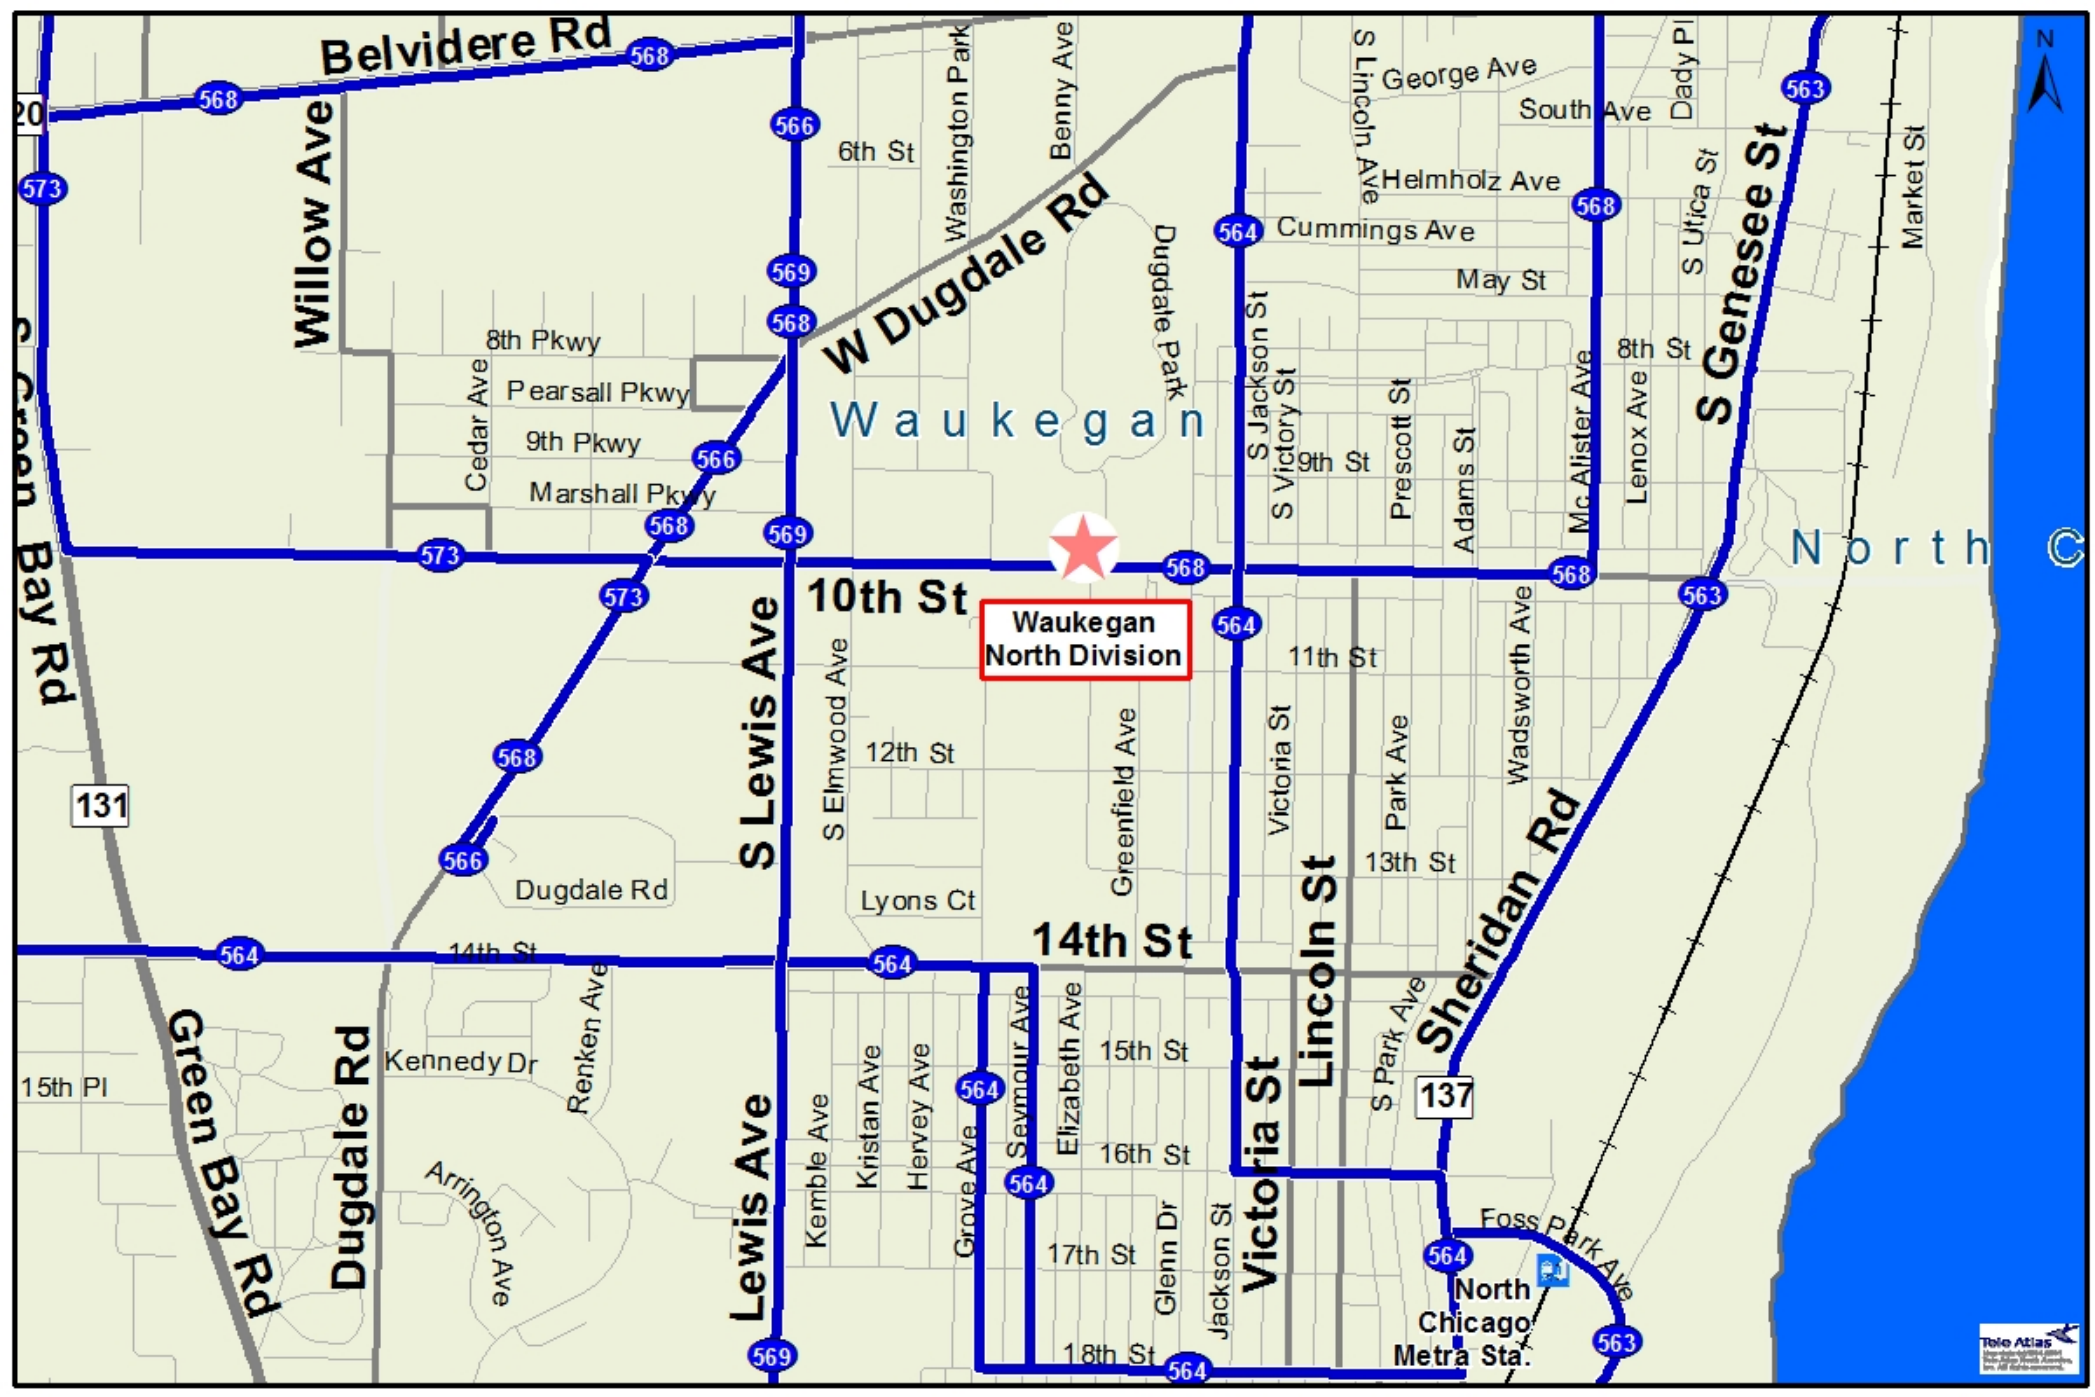 Belvidere Rd
568
568
566
Washington Park
Benny Ave
S Lincoln Ave
George Ave
South Ave
Dady Pl
563
N
20
Willow Ave
6th St
Helmholz Ave
568
S Utica St
S Genesee St
Market St
573
569
568
W Dugdale Rd
Dugdale Park
564
Cummings Ave
May St
8th Pkwy
Pearsall Pkwy
Cedar Ave
9th Pkwy
566
Marshall Pkwy
568
Waukegan
S Jackson St
S Victory St
9th St
Prescott St
Adams St
Mc Alister Ave
Lenox Ave
8th St
North C
S Green Bay Rd
573
569
568
568
563
573
10th St
Waukegan
North Division
564
11th St
Wadsworth Ave
S Lewis Ave
S Elmwood Ave
12th St
Greenfield Ave
Victoria St
Park Ave
568
131
566
Dugdale Rd
Lyons Ct
13th St
Lincoln St
Sheridan Rd
564
14th St
564
14th St
Green Bay Rd
Dugdale Rd
Kennedy Dr
Renken Ave
15th Pl
Arrington Ave
Lewis Ave
Kemble Ave
Kristan Ave
Hervey Ave
Grove Ave
564
Seymour Ave
564
Elizabeth Ave
15th St
16th St
17th St
Glenn Dr
Jackson St
Victoria St
S Park Ave
137
Foss Park Ave
564
North
Chicago
Metra Sta.
563
569
18th St
564
Tele Atlas